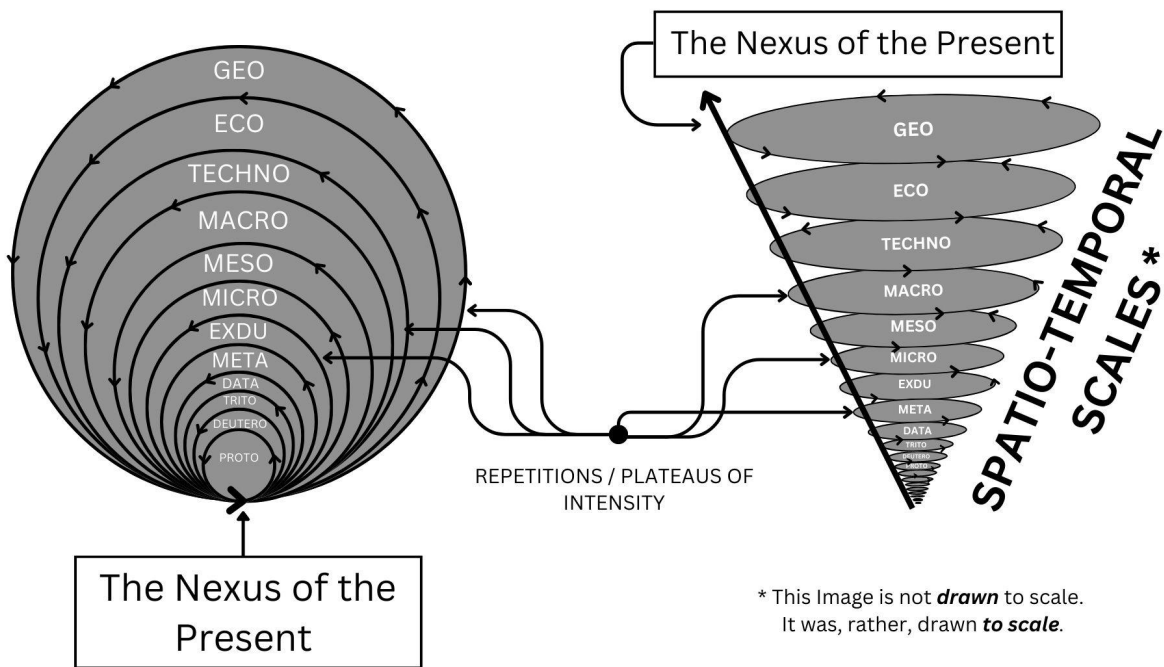 GEO
ECO
TECHNO
MACRO
MESO
MICRO
EXDU
META
DATA
TRITO
DEUTERO
PROTO
The Nexus of the
Present
REPETITIONS / PLATEAUS OF
INTENSITY
The Nexus of the Present
GEO
ECO
TECHNO
MACRO
MESO
MICRO
EXDU
META
DATA
TRITO
DEUTERO
PROTO
SPATIO-TEMPORAL
SCALES *
* This Image is not drawn to scale.
It was, rather, drawn to scale.